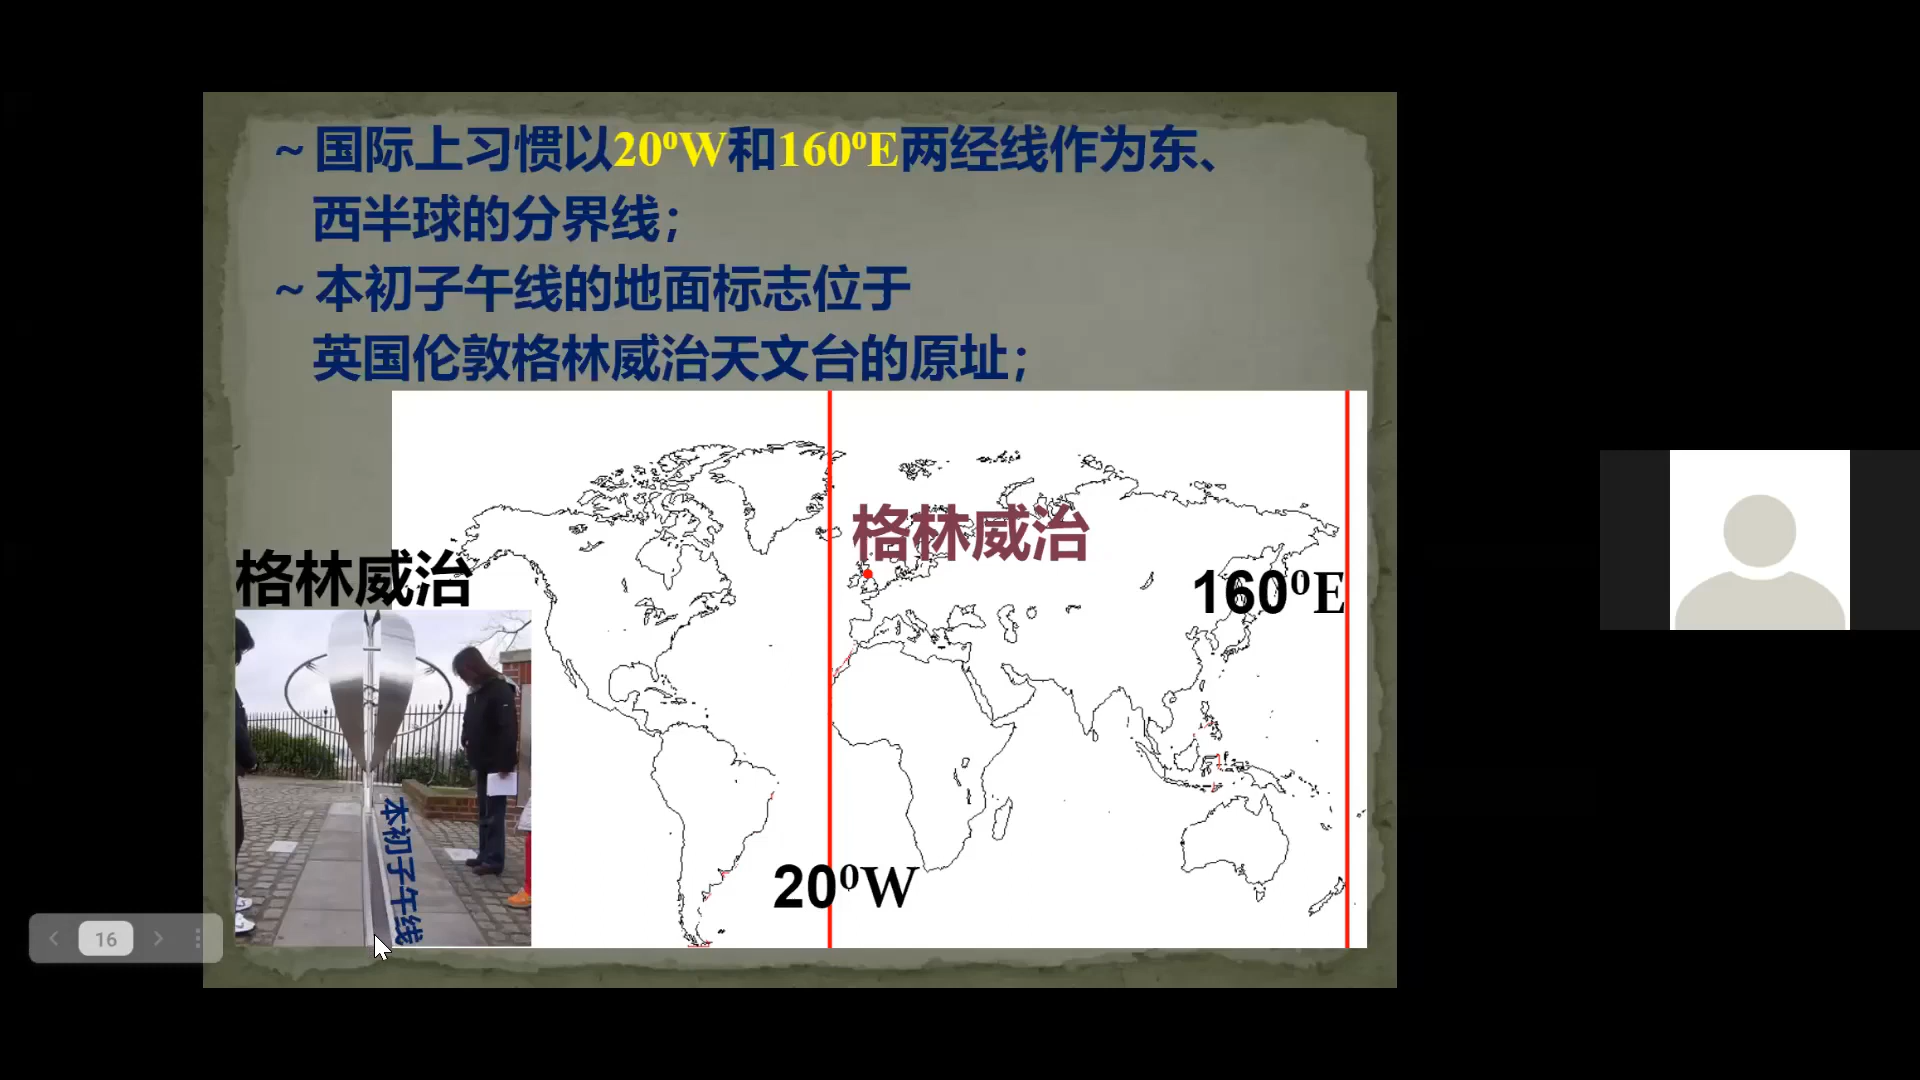 ~国际上习惯以20⁰W和160⁰E两经线作为东、
西半球的分界线；
~本初子午线的地面标志位于
英国伦敦格林威治天文台的原址；
格林威治
格林威治
160⁰E
本初子午线
20⁰W
16